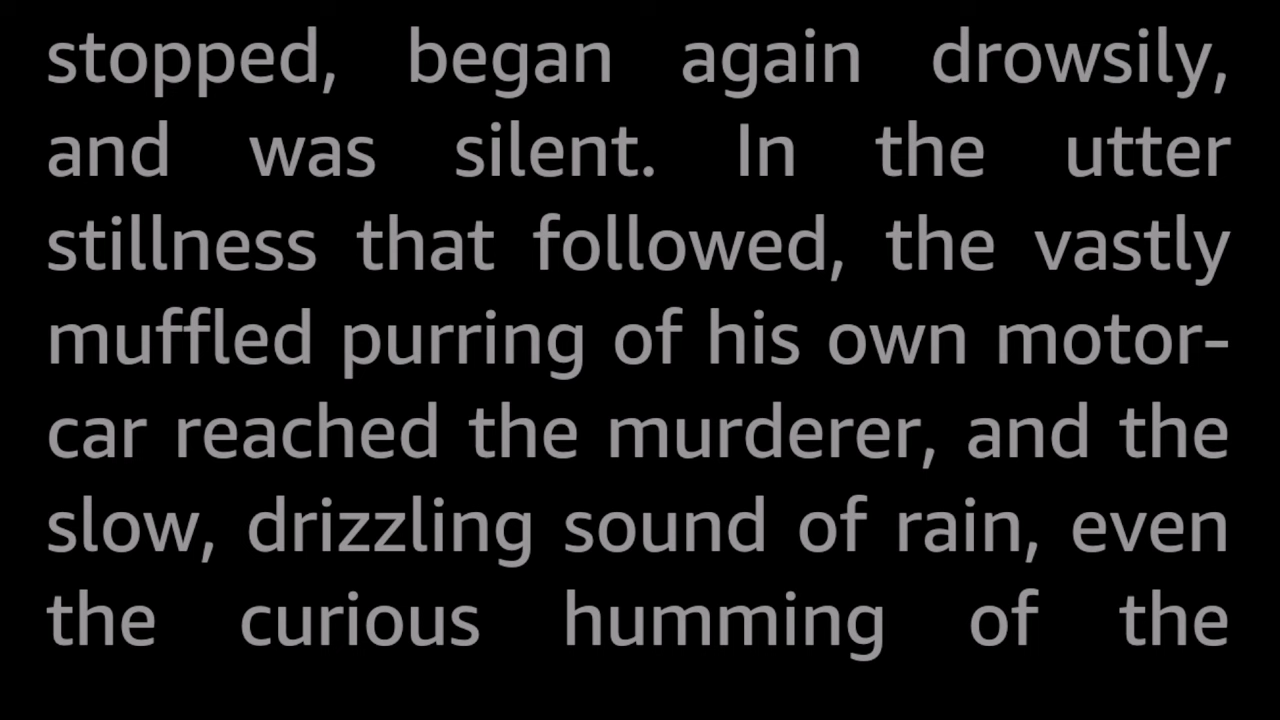 stopped, began again drowsily,
and was silent. In the utter
stillness that followed, the vastly
muffled purring of his own motor-
car reached the murderer, and the
slow, drizzling sound of rain, even
the curious humming of the